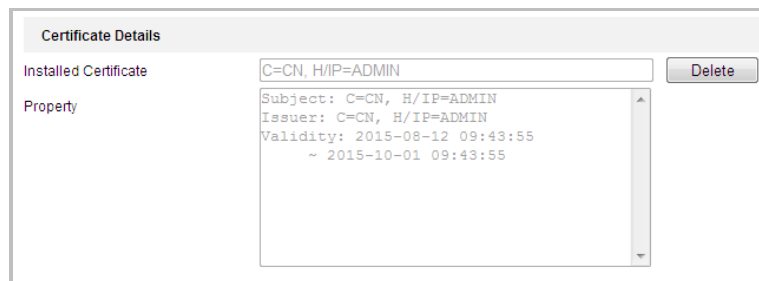 Certificate Details
Installed Certificate C=CN, H/IP=ADMIN Delete
Property
Subject: C=CN, H/IP=ADMIN
Issuer: C=CN, H/IP=ADMIN
Validity: 2015-08-12 09:43:55
~ 2015-10-01 09:43:55